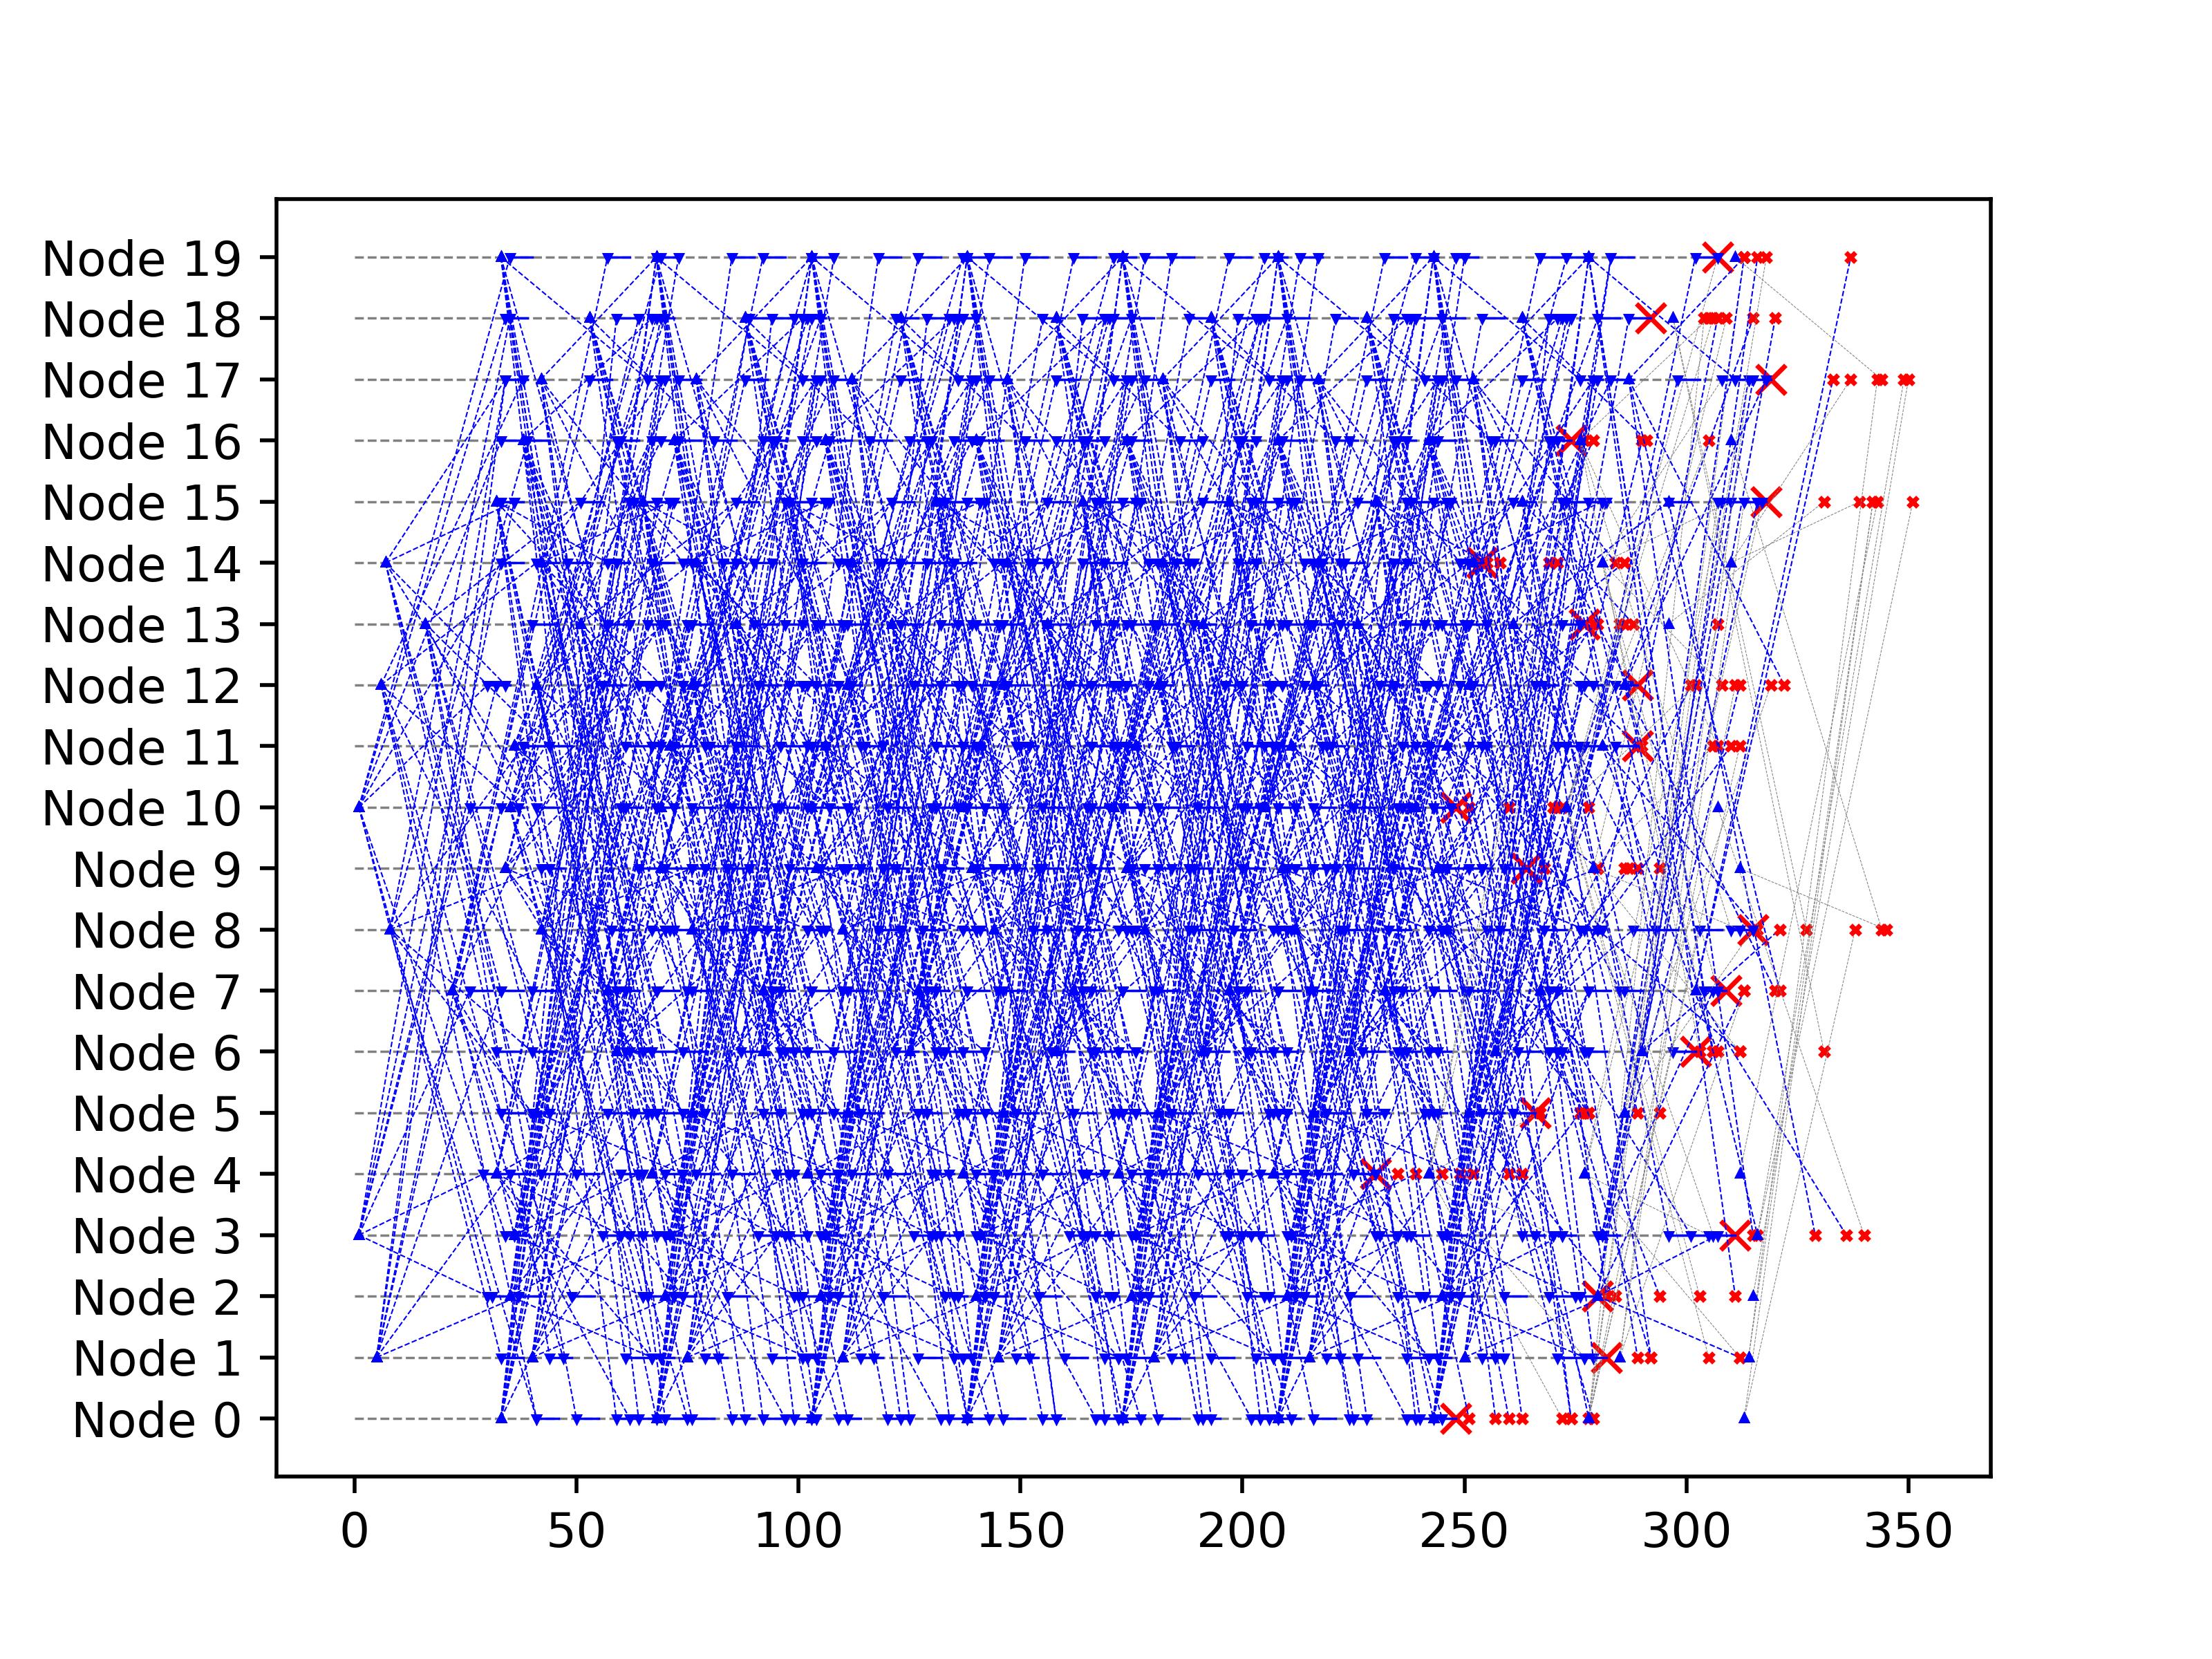 Node 19
Node 18
Node 17
Node 16
Node 15
Node 14
Node 13
Node 12
Node 11
Node 10
Node 9
Node 8
Node 7
Node 6
Node 5
Node 4
Node 3
Node 2
Node 1
Node 0
0 50 100 150 200 250 300 350